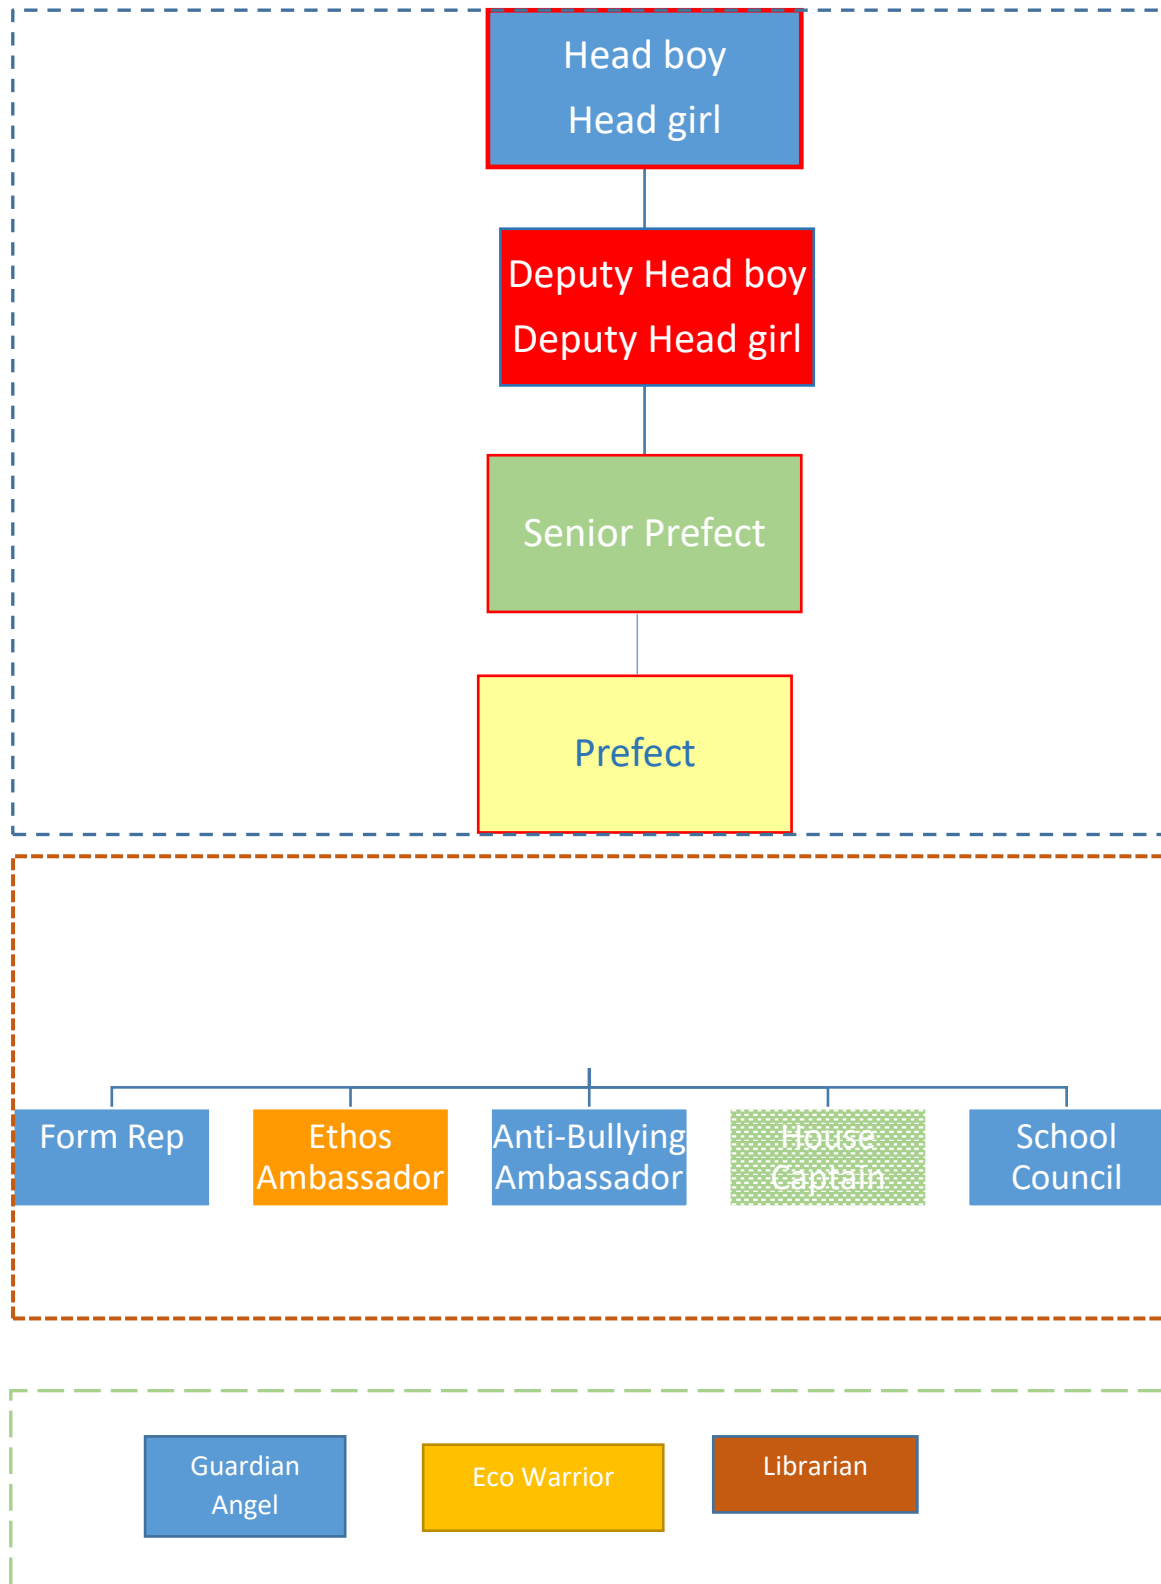 Head boy
Head girl
Deputy Head boy
Deputy Head girl
Senior Prefect
Prefect
Form Rep
Ethos
Ambassador
Anti-Bullying
Ambassador
House
Captain
School
Council
Guardian
Angel
Eco Warrior
Librarian